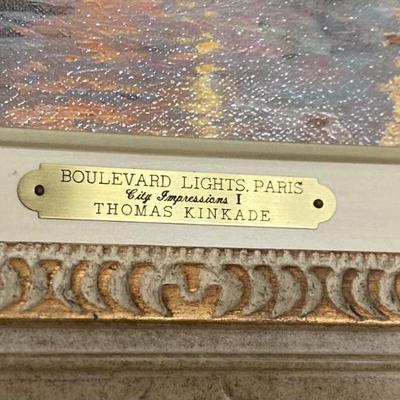 BOULEVARD LIGHTS, PARIS
City Impressions I
THOMAS KINKADE